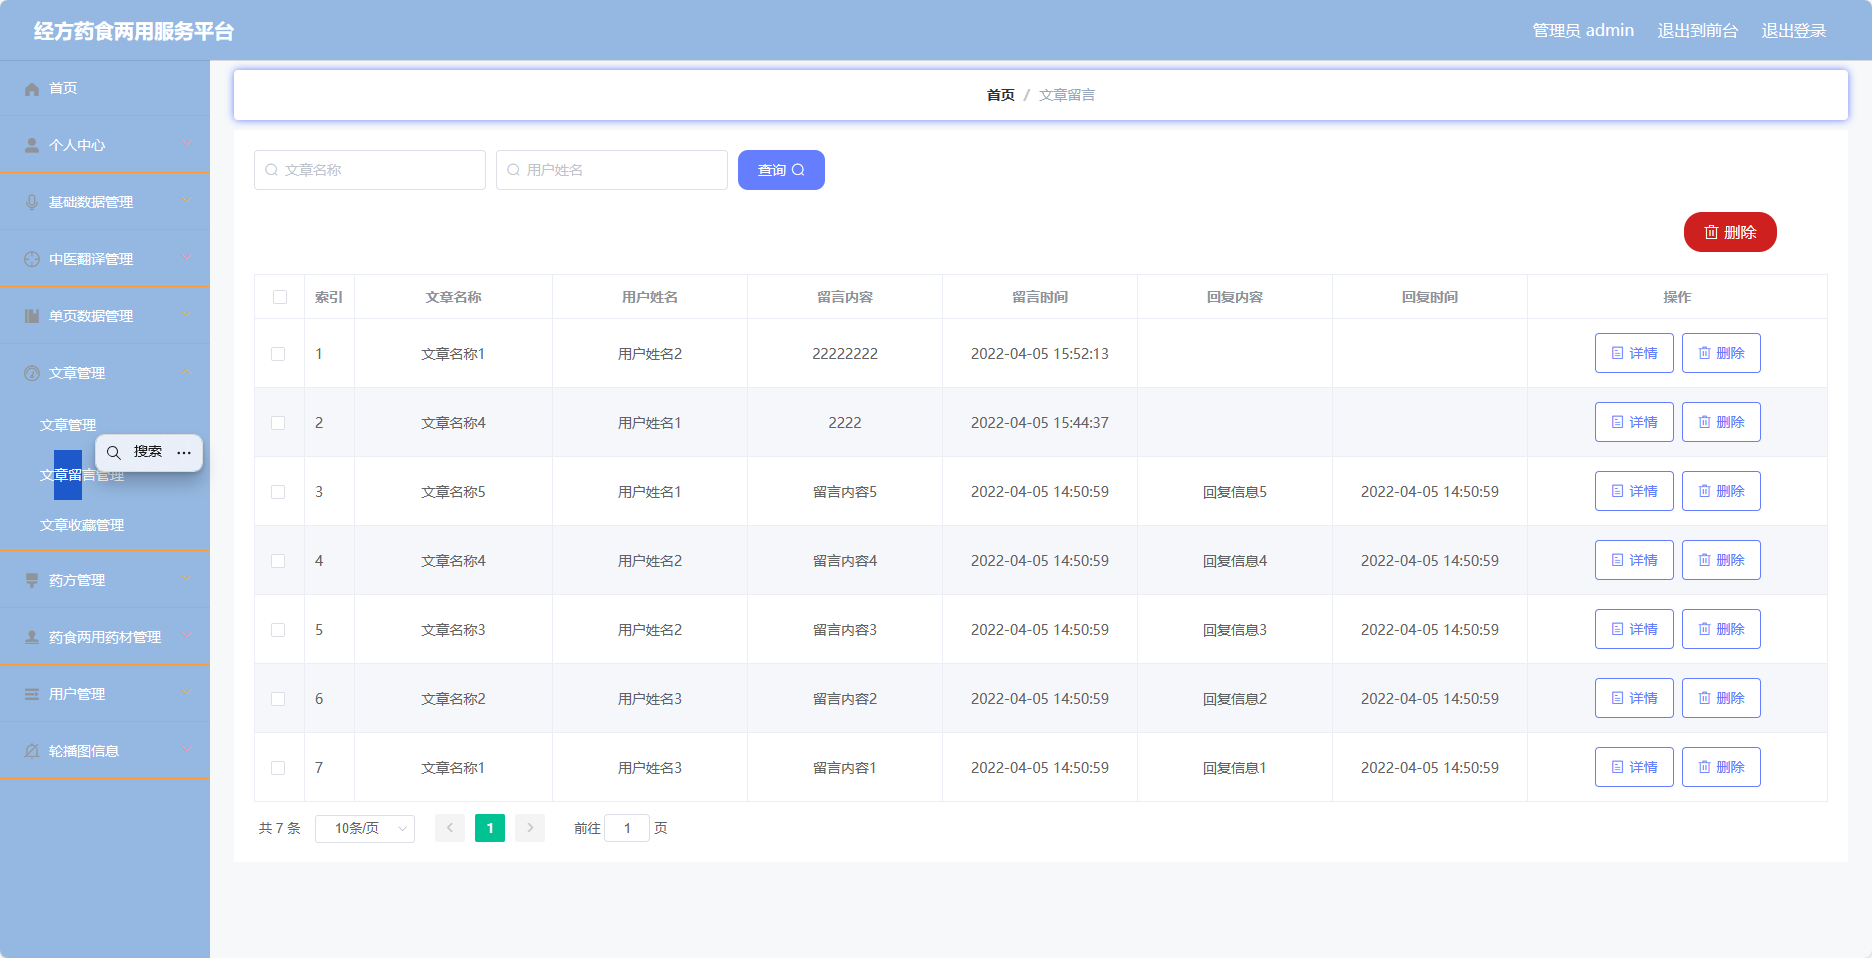 经方药食两用服务平台
管理员 admin 退出到前台 退出登录
首页
个人中心
基础数据管理
中医翻译管理
单页数据管理
文章管理
文章管理
搜索 ...
文章留言管理
文章收藏管理
药方管理
药食两用药材管理
用户管理
轮播图信息
首页 / 文章留言
文章名称 用户姓名 查询
删除
索引 文章名称 用户姓名 留言内容 留言时间 回复内容 回复时间 操作
1 文章名称1 用户姓名2 22222222 2022-04-05 15:52:13 详情 删除
2 文章名称4 用户姓名1 2222 2022-04-05 15:44:37 详情 删除
3 文章名称5 用户姓名1 留言内容5 2022-04-05 14:50:59 回复信息5 2022-04-05 14:50:59 详情 删除
4 文章名称4 用户姓名2 留言内容4 2022-04-05 14:50:59 回复信息4 2022-04-05 14:50:59 详情 删除
5 文章名称3 用户姓名2 留言内容3 2022-04-05 14:50:59 回复信息3 2022-04-05 14:50:59 详情 删除
6 文章名称2 用户姓名3 留言内容2 2022-04-05 14:50:59 回复信息2 2022-04-05 14:50:59 详情 删除
7 文章名称1 用户姓名3 留言内容1 2022-04-05 14:50:59 回复信息1 2022-04-05 14:50:59 详情 删除
共 7 条 10条/页 1 前往 1 页